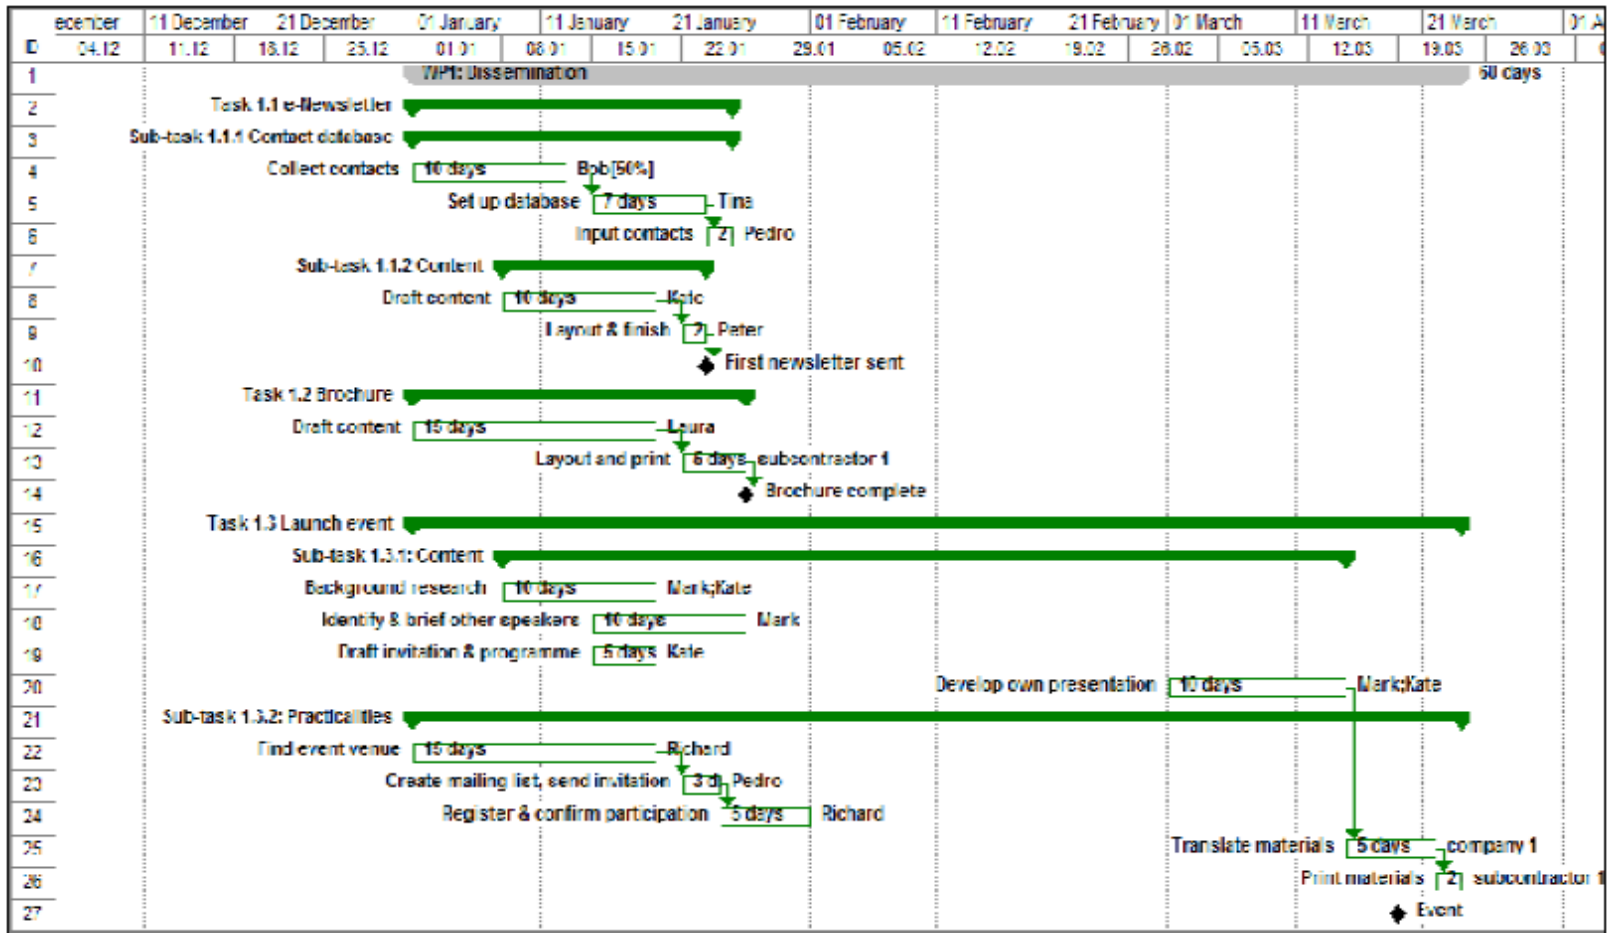 ecember 11 December 21 December 01 January 11 January 21 January 01 February 11 February 21 February 01 March 11 March 21 March 01 A
ID 04.12 11.12 18.12 25.12 01.01 08.01 15.01 22.01 29.01 05.02 12.02 19.02 26.02 05.03 12.03 19.03 26.03
1 WP1: Dissemination 60 days
2 Task 1.1 e-Newsletter
3 Sub-task 1.1.1 Contact database
4 Collect contacts 10 days Bob[50%]
5 Set up database 7 days Tina
6 Input contacts 2 Pedro
7 Sub-task 1.1.2 Content
8 Draft content 10 days Kate
9 Layout & finish 2 Peter
10 First newsletter sent
11 Task 1.2 Brochure
12 Draft content 15 days Laura
13 Layout and print 5 days subcontractor 1
14 Brochure complete
15 Task 1.3 Launch event
16 Sub-task 1.3.1: Content
17 Background research 10 days Mark;Kate
18 Identify & brief other speakers 10 days Mark
19 Draft invitation & programme 5 days Kate
20 Develop own presentation 10 days Mark;Kate
21 Sub-task 1.3.2: Practicalities
22 Find event venue 15 days Richard
23 Create mailing list, send invitation 3 d Pedro
24 Register & confirm participation 5 days Richard
25 Translate materials 5 days company 1
26 Print materials 2 subcontractor 1
27 Event